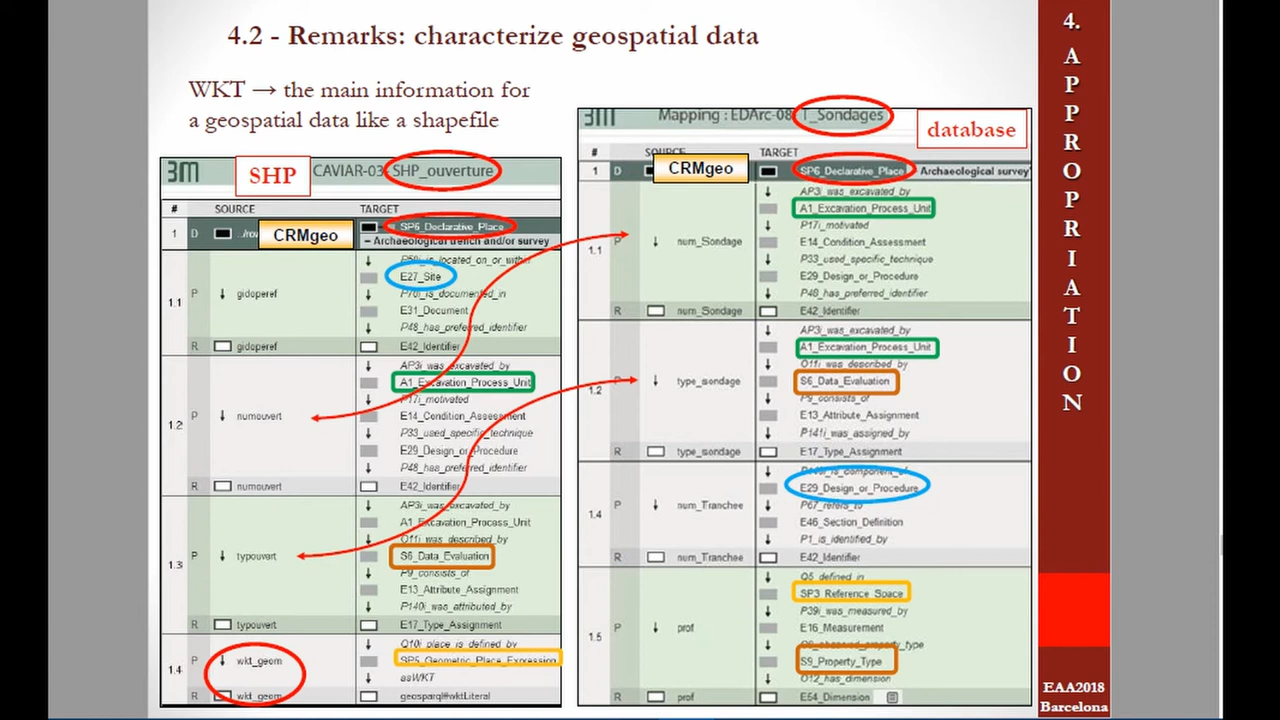 4.2 - Remarks: characterize geospatial data
WKT → the main information for
a geospatial data like a shapefile
3M SHP CAVIAR-03 SHP_ouverture
# SOURCE TARGET
1 D CRMgeo SP6_Declarative_Place
– Archaeological trench and/or survey
E27_Site
1.1 P gidoperef P70i_is_documented_in
E31_Document
P48_has_preferred_identifier
R gidoperef E42_Identifier
AP3i_was_excavated_by
A1_Excavation_Process_Unit
P17i_motivated
1.2 P numouvert E14_Condition_Assessment
P33_used_specific_technique
E29_Design_or_Procedure
P48_has_preferred_identifier
R numouvert E42_Identifier
AP3i_was_excavated_by
A1_Excavation_Process_Unit
O11i_was_described_by
1.3 P typouvert S6_Data_Evaluation
P9_consists_of
E13_Attribute_Assignment
P140i_was_attributed_by
R typouvert E17_Type_Assignment
Q10i_place_is_defined_by
1.4 P wkt_geom SP5_Geometric_Place_Expression
asWKT
R wkt_geom geosparql#wktLiteral
3M Mapping : EDArc-08 T_Sondages database
# SOURCE TARGET
1 D CRMgeo SP6_Declarative_Place Archaeological survey
AP3i_was_excavated_by
A1_Excavation_Process_Unit
P17i_motivated
1.1 P num_Sondage E14_Condition_Assessment
P33_used_specific_technique
E29_Design_or_Procedure
P48_has_preferred_identifier
R num_Sondage E42_Identifier
AP3i_was_excavated_by
A1_Excavation_Process_Unit
O11i_was_described_by
1.2 P type_sondage S6_Data_Evaluation
P9_consists_of
E13_Attribute_Assignment
P141i_was_assigned_by
R type_sondage E17_Type_Assignment
E29_Design_or_Procedure
1.4 P num_Tranchee P67_refers_to
E46_Section_Definition
P1_is_identified_by
R num_Tranchee E42_Identifier
Q5_defined_in
SP3_Reference_Space
P39i_was_measured_by
1.5 P prof E16_Measurement
S9_Property_Type
O12_has_dimension
R prof E54_Dimension
4. APPROPRIATION
EAA2018
Barcelona